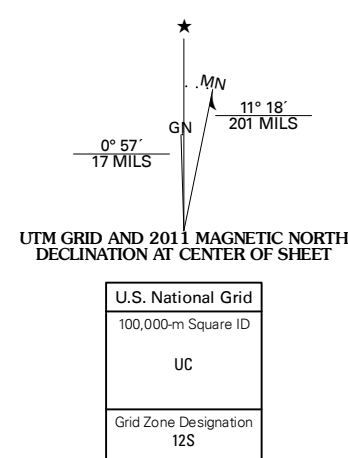 ★
MN
GN
11° 18´
201 MILS
0° 57´
17 MILS
UTM GRID AND 2011 MAGNETIC NORTH
DECLINATION AT CENTER OF SHEET
U.S. National Grid
100,000-m Square ID
UC
Grid Zone Designation
12S